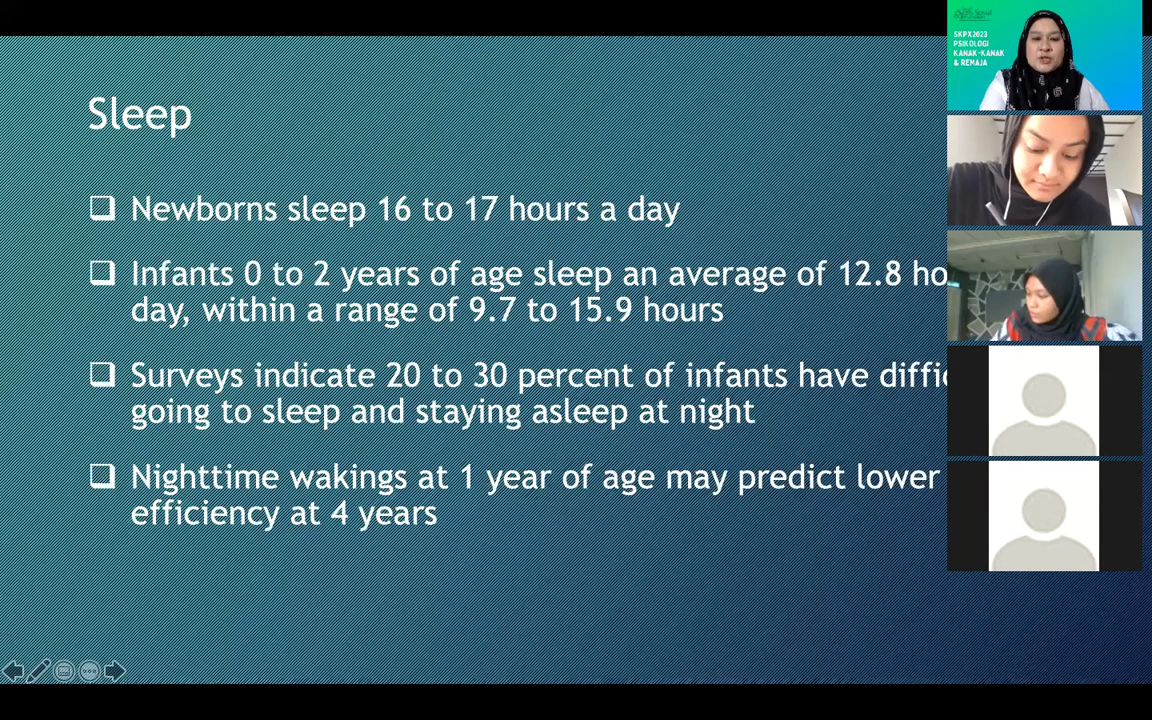 Sleep
Newborns sleep 16 to 17 hours a day
Infants 0 to 2 years of age sleep an average of 12.8 ho
day, within a range of 9.7 to 15.9 hours
Surveys indicate 20 to 30 percent of infants have diffic
going to sleep and staying asleep at night
Nighttime wakings at 1 year of age may predict lower
efficiency at 4 years
SKPX2023
PSIKOLOGI
KANAK-KANAK
& REMAJA